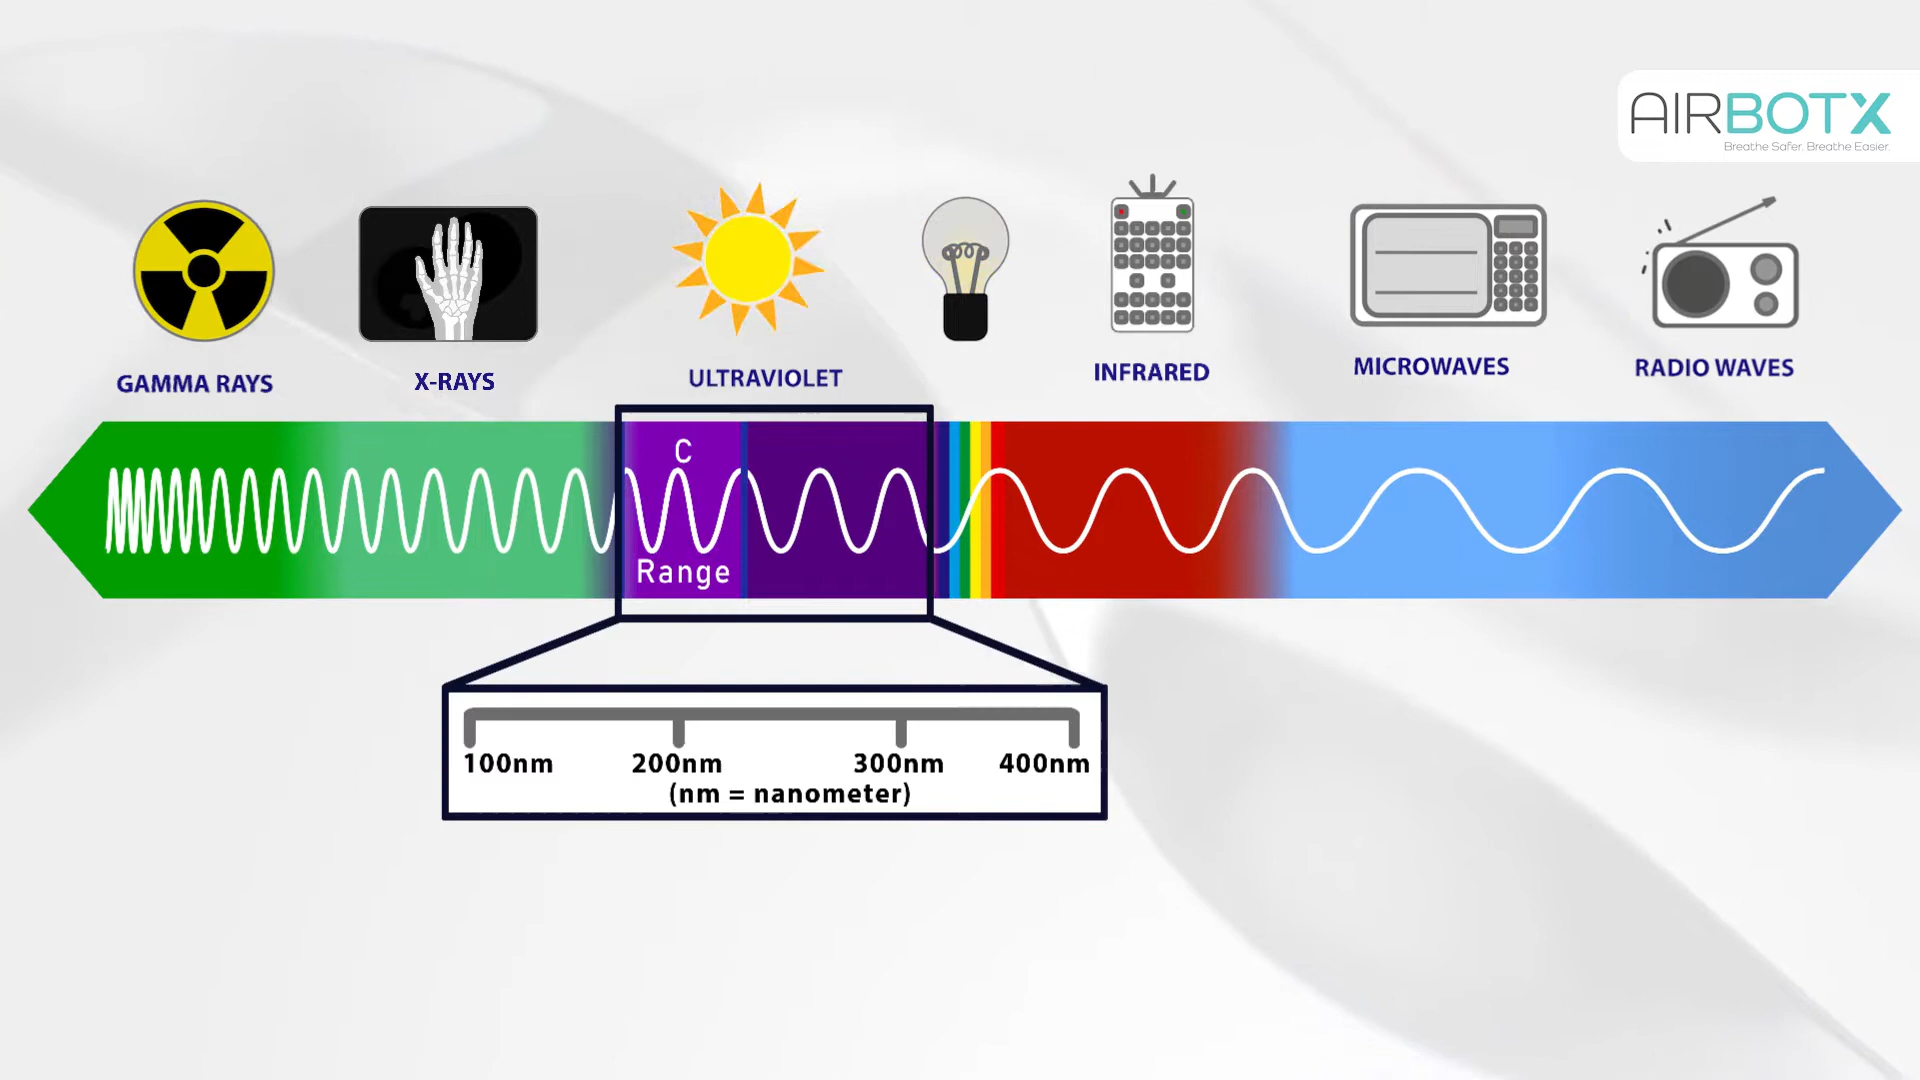 AIRBOTX
Breathe Safer. Breathe Easier.
GAMMA RAYS
X-RAYS
ULTRAVIOLET
INFRARED
MICROWAVES
RADIO WAVES
C
Range
100nm 200nm 300nm 400nm
(nm = nanometer)